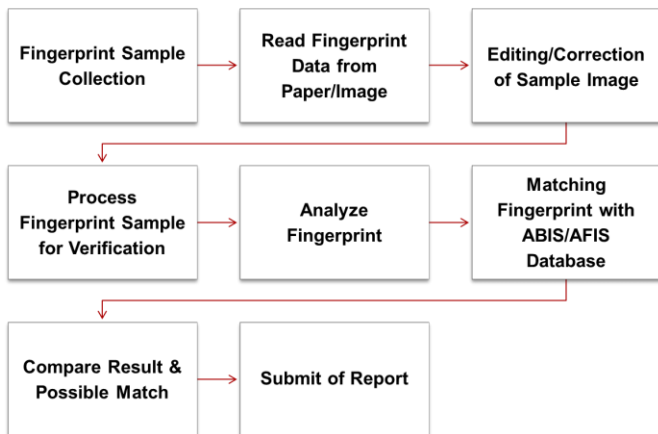 Fingerprint Sample
Collection
Read Fingerprint
Data from
Paper/Image
Editing/Correction
of Sample Image
Process
Fingerprint Sample
for Verification
Analyze
Fingerprint
Matching
Fingerprint with
ABIS/AFIS
Database
Compare Result &
Possible Match
Submit of Report